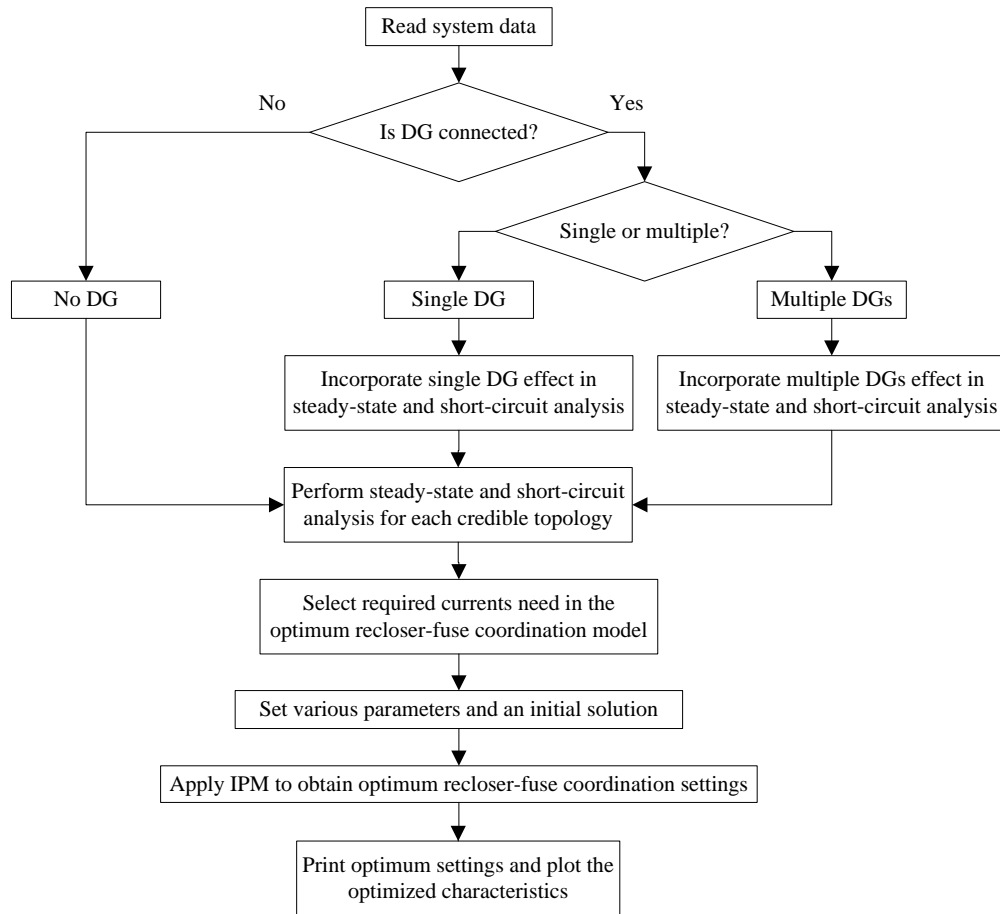 Read system data
No
Yes
Is DG connected?
Single or multiple?
No DG
Single DG
Multiple DGs
Incorporate single DG effect in
steady-state and short-circuit analysis
Incorporate multiple DGs effect in
steady-state and short-circuit analysis
Perform steady-state and short-circuit
analysis for each credible topology
Select required currents need in the
optimum recloser-fuse coordination model
Set various parameters and an initial solution
Apply IPM to obtain optimum recloser-fuse coordination settings
Print optimum settings and plot the
optimized characteristics